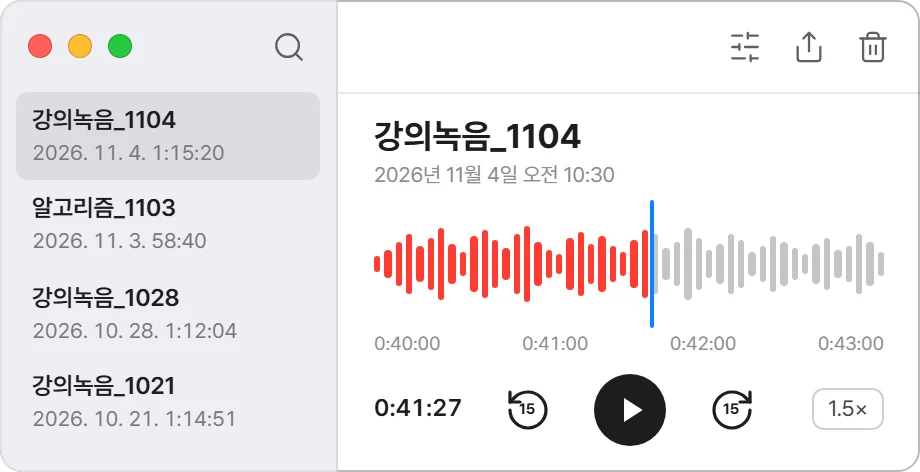 강의녹음_1104
2026. 11. 4. 1:15:20
알고리즘_1103
2026. 11. 3. 58:40
강의녹음_1028
2026. 10. 28. 1:12:04
강의녹음_1021
2026. 10. 21. 1:14:51
강의녹음_1104
2026년 11월 4일 오전 10:30
0:40:00 0:41:00 0:42:00 0:43:00
0:41:27 15 15 1.5×